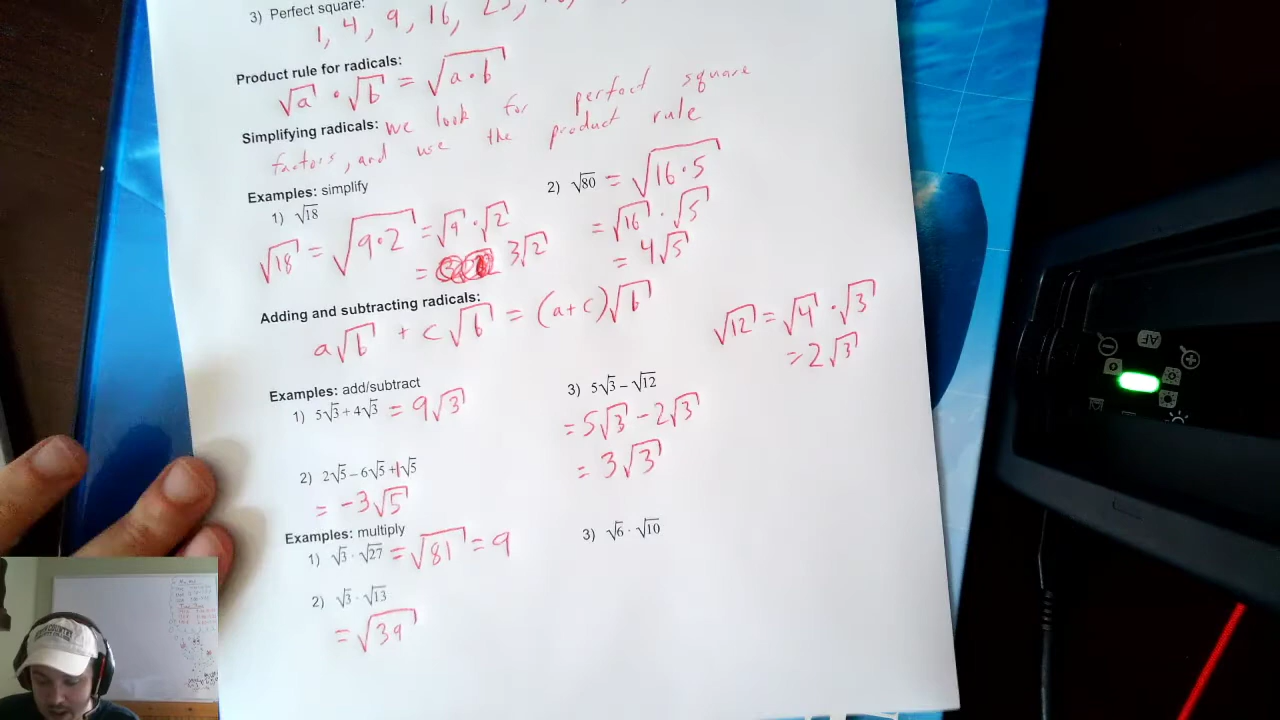 3) Perfect square:
1, 4, 9, 16, 25,
Product rule for radicals:
√a · √b = √a·b
Simplifying radicals: we look for perfect square
factors, and use the product rule
Examples: simplify
1) √18
√18 = √9·2 = √9 · √2
= 3√2
2) √80 = √16·5
= √16 · √5
= 4√5
Adding and subtracting radicals:
a√b + c√b = (a+c)√b
√12 = √4 · √3
= 2√3
Examples: add/subtract
1) 5√3 + 4√3 = 9√3
2) 2√5 – 6√5 + 1√5
= -3√5
3) 5√3 – √12
= 5√3 - 2√3
= 3√3
Examples: multiply
1) √3 · √27 = √81 = 9
2) √3 · √13
= √39
3) √6 · √10
AF